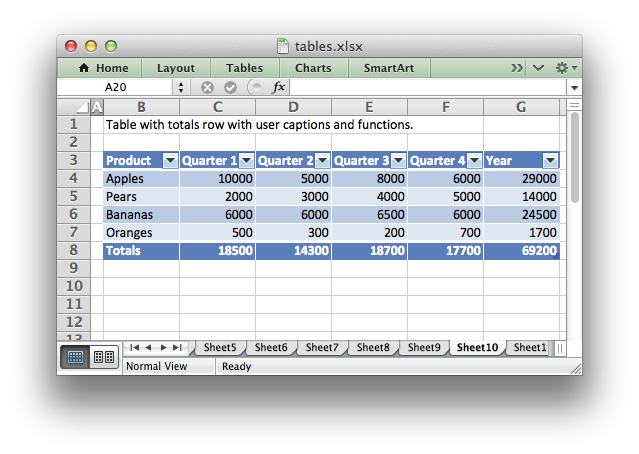 tables.xlsx
Home Layout Tables Charts SmartArt
A20 fx
A B C D E F G
1 Table with totals row with user captions and functions.
2
3 Product Quarter 1 Quarter 2 Quarter 3 Quarter 4 Year
4 Apples 10000 5000 8000 6000 29000
5 Pears 2000 3000 4000 5000 14000
6 Bananas 6000 6000 6500 6000 24500
7 Oranges 500 300 200 700 1700
8 Totals 18500 14300 18700 17700 69200
9
10
11
12
13
Sheet5 Sheet6 Sheet7 Sheet8 Sheet9 Sheet10 Sheet1
Normal View Ready